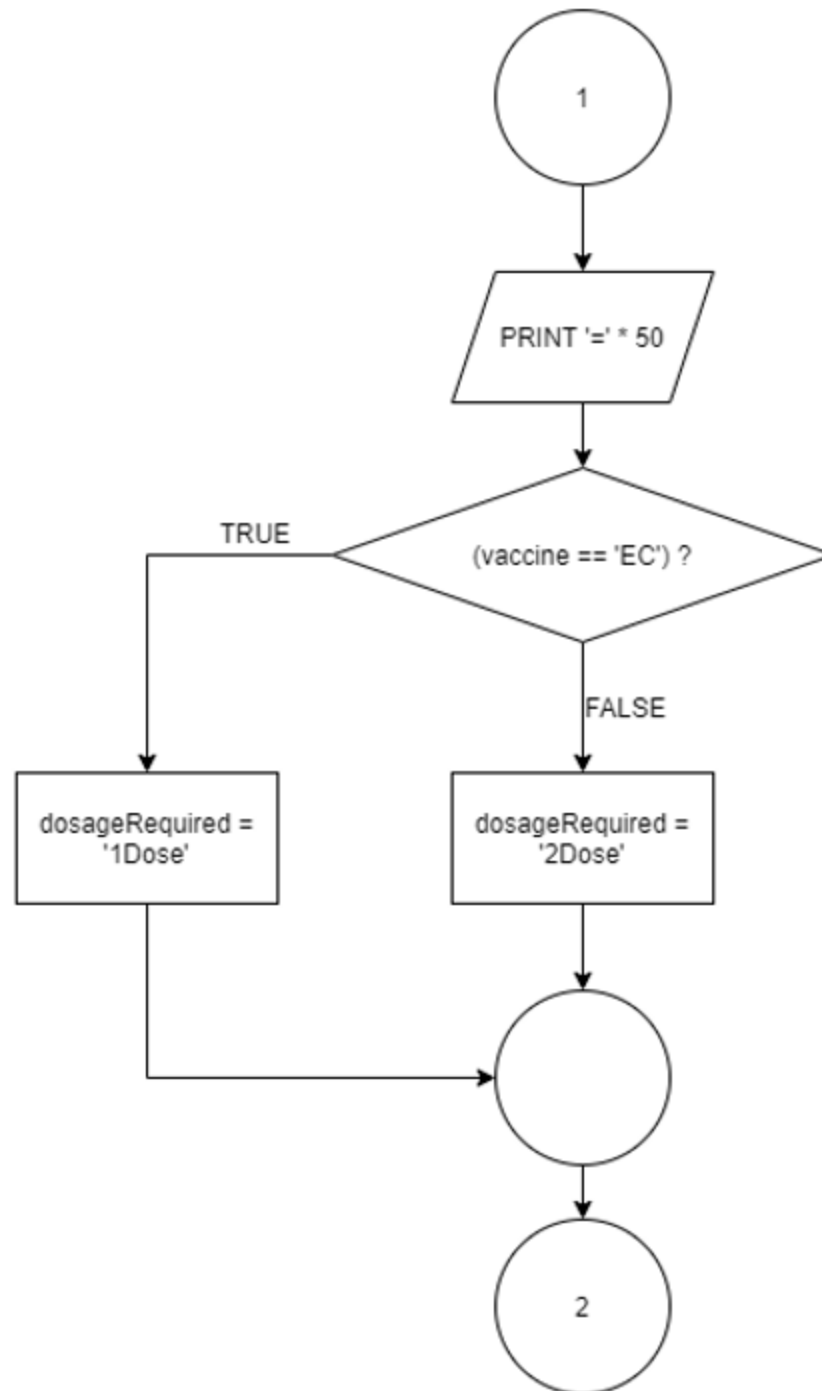 1
PRINT '=' * 50
(vaccine == 'EC') ?
TRUE
FALSE
dosageRequired =
'1Dose'
dosageRequired =
'2Dose'
2